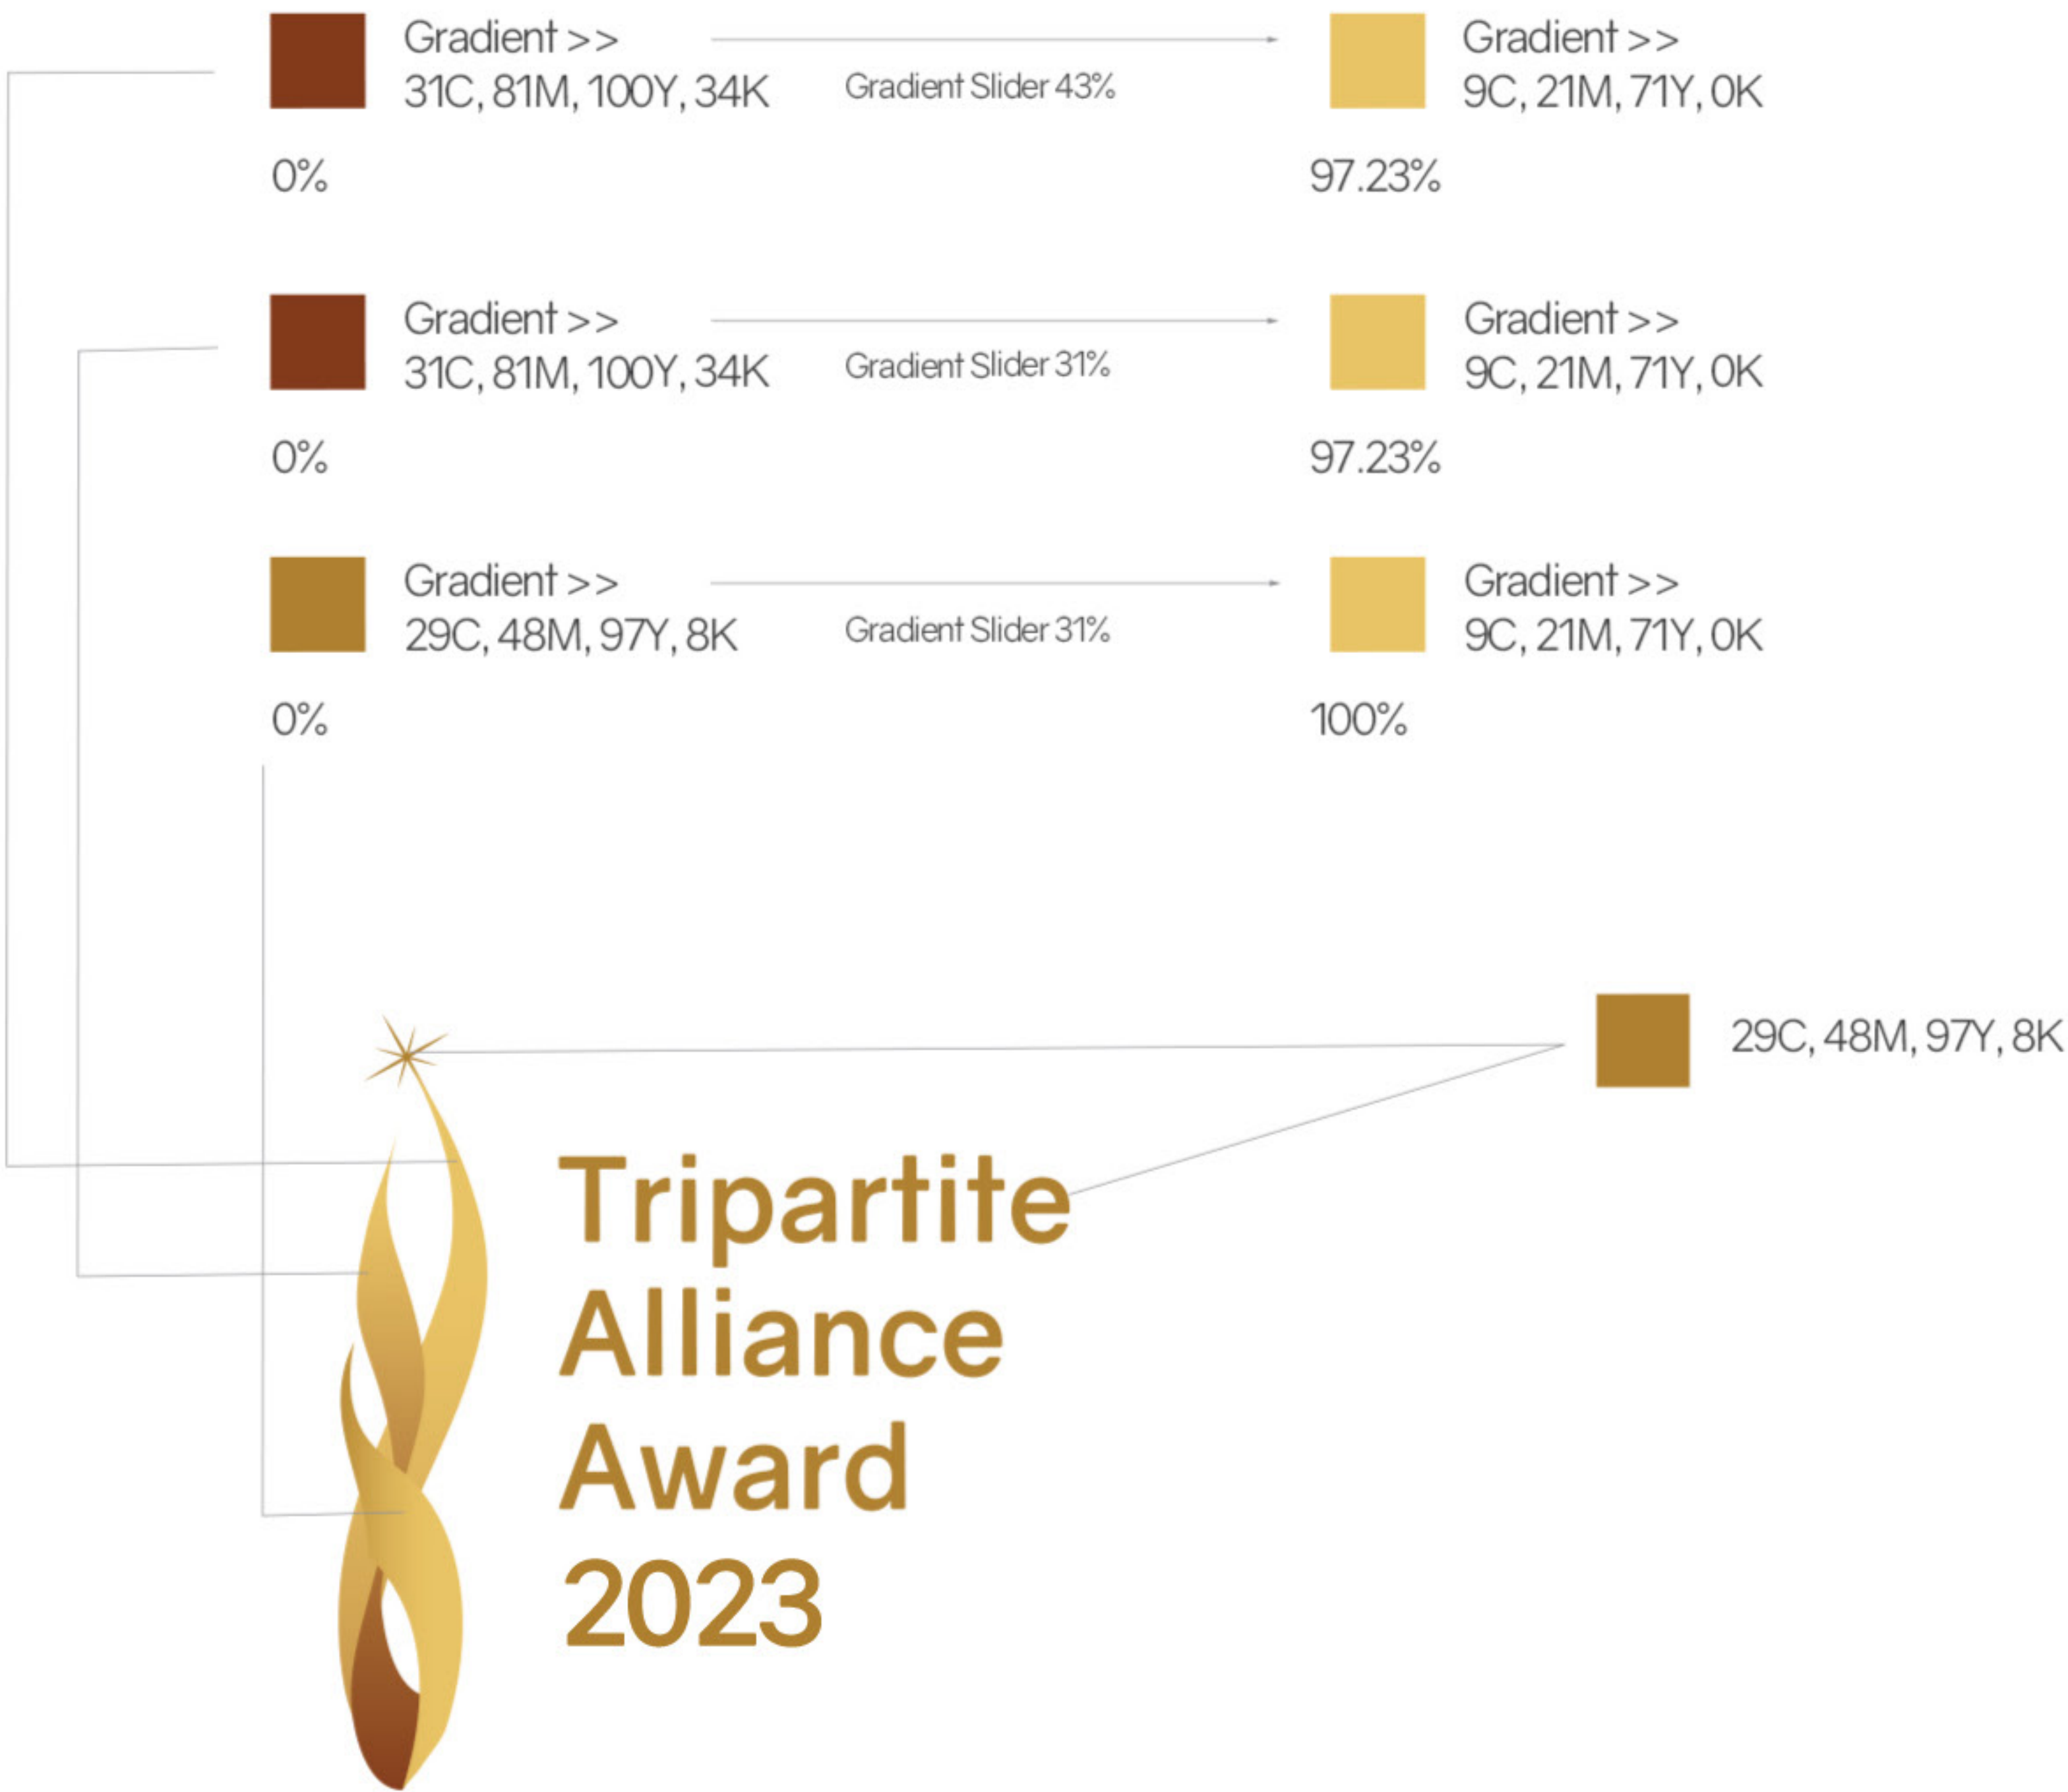 Gradient >>
31C, 81M, 100Y, 34K
Gradient Slider 43%
Gradient >>
9C, 21M, 71Y, 0K
0%
97.23%
Gradient >>
31C, 81M, 100Y, 34K
Gradient Slider 31%
Gradient >>
9C, 21M, 71Y, 0K
0%
97.23%
Gradient >>
29C, 48M, 97Y, 8K
Gradient Slider 31%
Gradient >>
9C, 21M, 71Y, 0K
0%
100%
29C, 48M, 97Y, 8K
Tripartite
Alliance
Award
2023